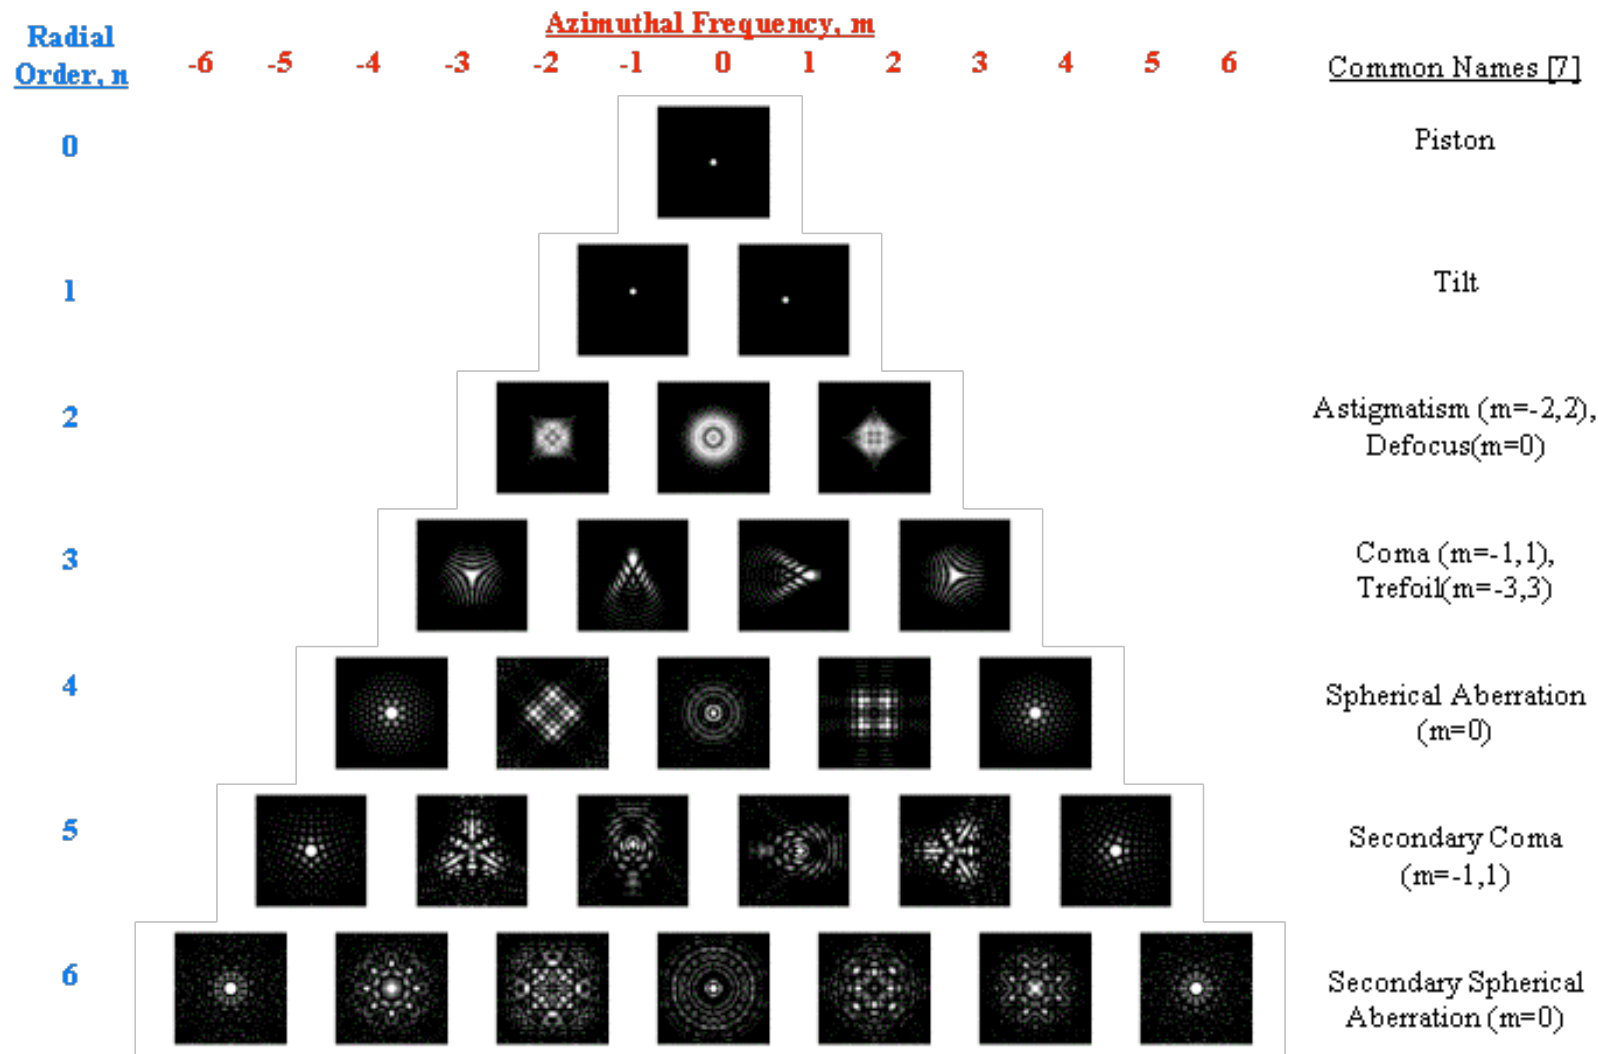 Azimuthal Frequency, m
Radial
Order, n
-6 -5 -4 -3 -2 -1 0 1 2 3 4 5 6
Common Names [7]
0
Piston
1
Tilt
2
Astigmatism (m=-2,2),
Defocus(m=0)
3
Coma (m=-1,1),
Trefoil(m=-3,3)
4
Spherical Aberration
(m=0)
5
Secondary Coma
(m=-1,1)
6
Secondary Spherical
Aberration (m=0)